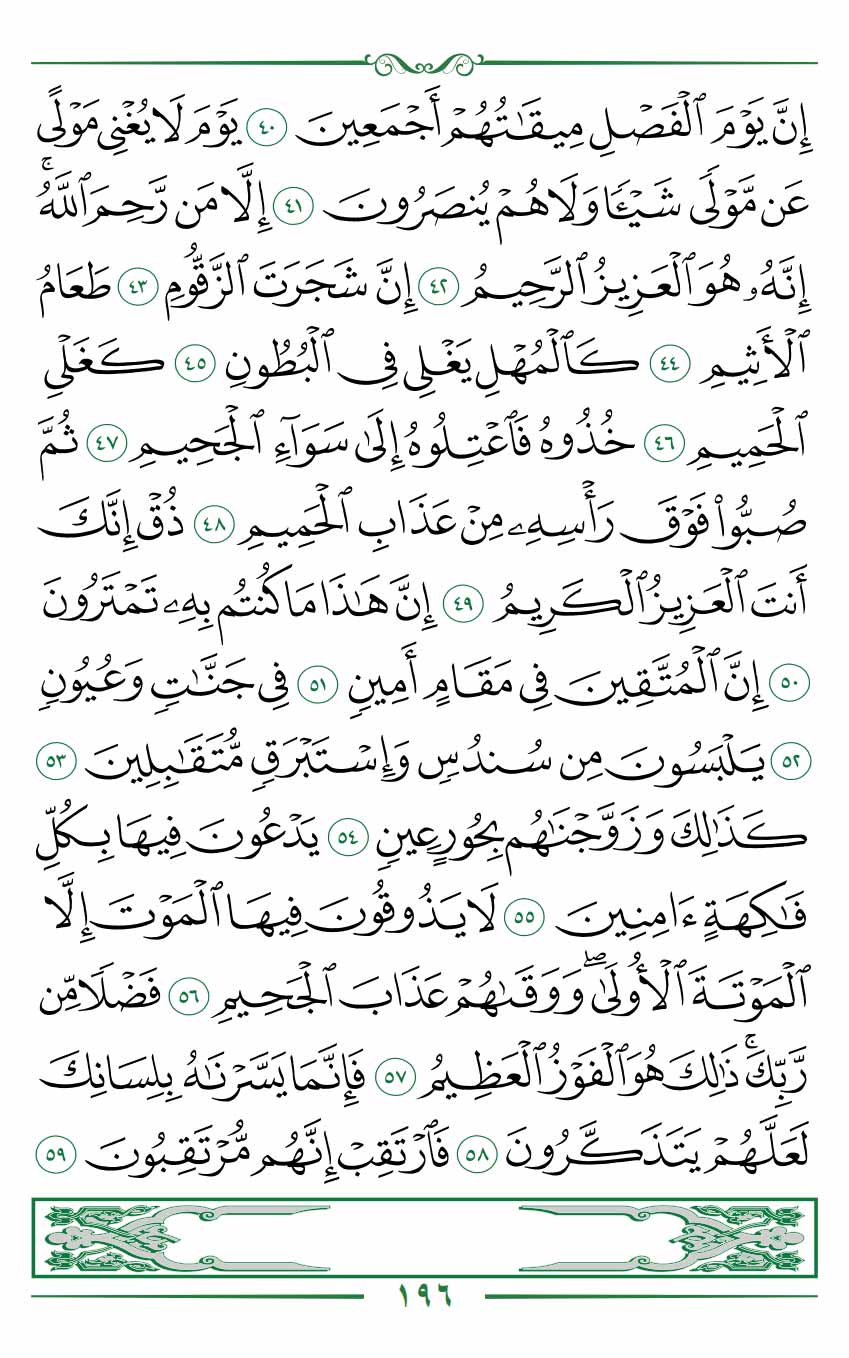 إِنَّ يَوْمَ ٱلْفَصْلِ مِيقَٰتُهُمْ أَجْمَعِينَ ٤٠ يَوْمَ لَا يُغْنِى مَوْلًى
عَن مَّوْلًى شَيْـًٔا وَلَا هُمْ يُنصَرُونَ ٤١ إِلَّا مَن رَّحِمَ ٱللَّهُ ۚ
إِنَّهُۥ هُوَ ٱلْعَزِيزُ ٱلرَّحِيمُ ٤٢ إِنَّ شَجَرَتَ ٱلزَّقُّومِ ٤٣ طَعَامُ
ٱلْأَثِيمِ ٤٤ كَٱلْمُهْلِ يَغْلِى فِى ٱلْبُطُونِ ٤٥ كَغَلْىِ
ٱلْحَمِيمِ ٤٦ خُذُوهُ فَٱعْتِلُوهُ إِلَىٰ سَوَآءِ ٱلْجَحِيمِ ٤٧ ثُمَّ
صُبُّوا۟ فَوْقَ رَأْسِهِۦ مِنْ عَذَابِ ٱلْحَمِيمِ ٤٨ ذُقْ إِنَّكَ
أَنتَ ٱلْعَزِيزُ ٱلْكَرِيمُ ٤٩ إِنَّ هَٰذَا مَا كُنتُم بِهِۦ تَمْتَرُونَ
٥٠ إِنَّ ٱلْمُتَّقِينَ فِى مَقَامٍ أَمِينٍ ٥١ فِى جَنَّٰتٍ وَعُيُونٍ
٥٢ يَلْبَسُونَ مِن سُندُسٍ وَإِسْتَبْرَقٍ مُّتَقَٰبِلِينَ ٥٣
كَذَٰلِكَ وَزَوَّجْنَٰهُم بِحُورٍ عِينٍ ٥٤ يَدْعُونَ فِيهَا بِكُلِّ
فَٰكِهَةٍ ءَامِنِينَ ٥٥ لَا يَذُوقُونَ فِيهَا ٱلْمَوْتَ إِلَّا
ٱلْمَوْتَةَ ٱلْأُولَىٰ ۖ وَوَقَىٰهُمْ عَذَابَ ٱلْجَحِيمِ ٥٦ فَضْلًا مِّن
رَّبِّكَ ۚ ذَٰلِكَ هُوَ ٱلْفَوْزُ ٱلْعَظِيمُ ٥٧ فَإِنَّمَا يَسَّرْنَٰهُ بِلِسَانِكَ
لَعَلَّهُمْ يَتَذَكَّرُونَ ٥٨ فَٱرْتَقِبْ إِنَّهُم مُّرْتَقِبُونَ ٥٩
١٩٦